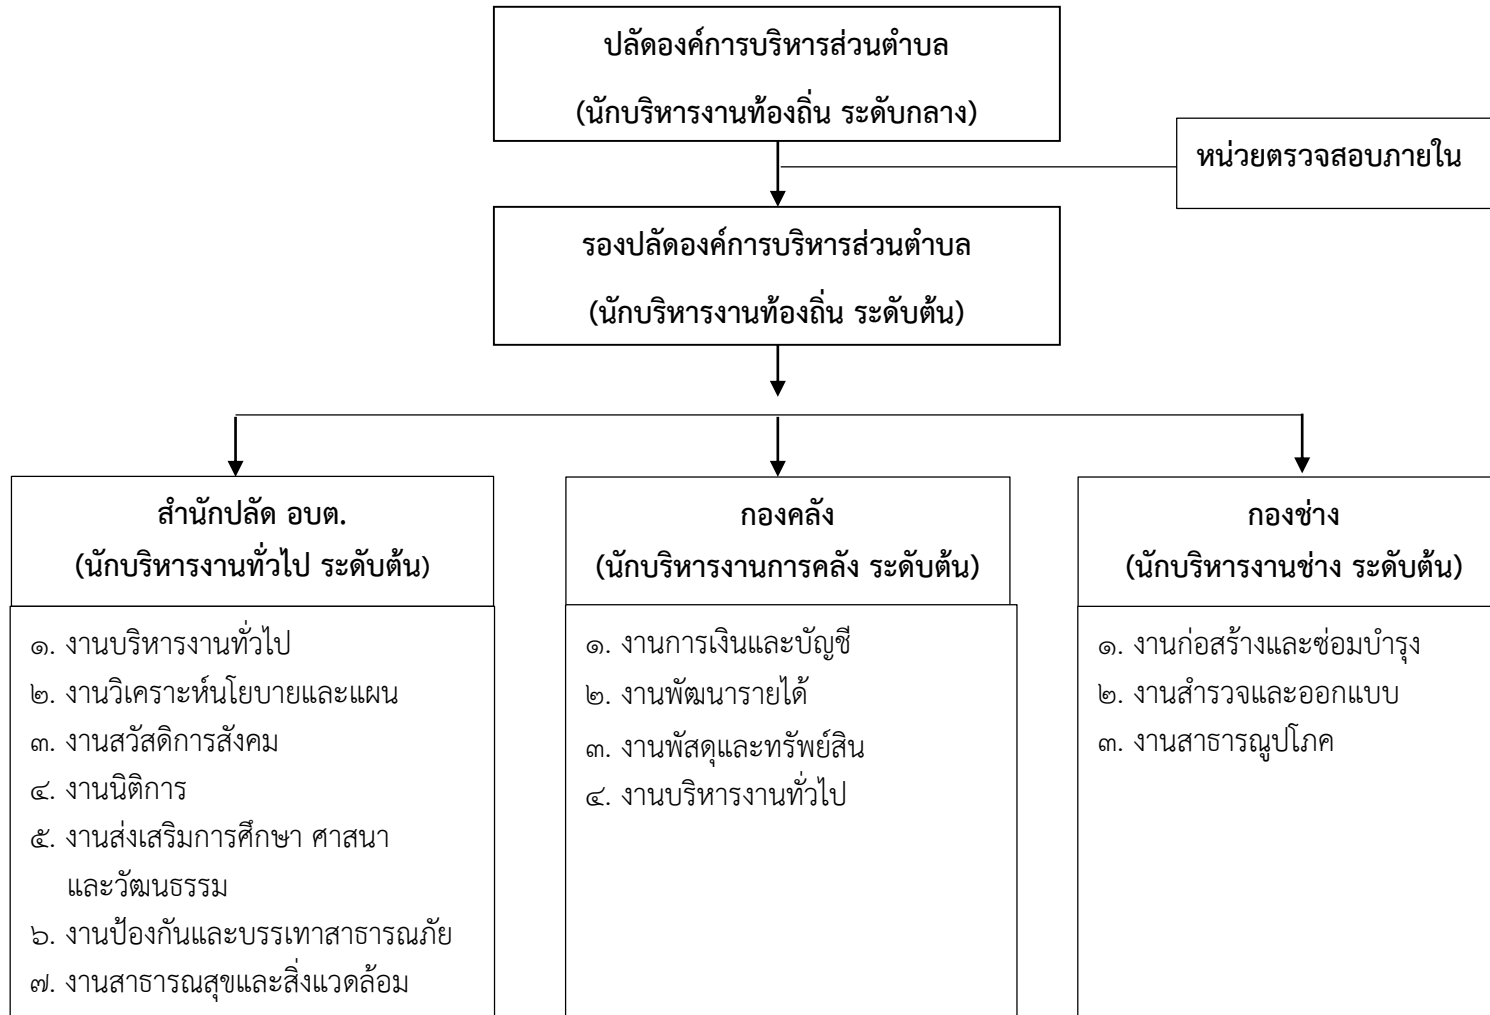 ปลัดองค์การบริหารส่วนตำบล
(นักบริหารงานท้องถิ่น ระดับกลาง)
หน่วยตรวจสอบภายใน
รองปลัดองค์การบริหารส่วนตำบล
(นักบริหารงานท้องถิ่น ระดับต้น)
สำนักปลัด อบต.
(นักบริหารงานทั่วไป ระดับต้น)
๑. งานบริหารงานทั่วไป
๒. งานวิเคราะห์นโยบายและแผน
๓. งานสวัสดิการสังคม
๔. งานนิติการ
๕. งานส่งเสริมการศึกษา ศาสนา
และวัฒนธรรม
๖. งานป้องกันและบรรเทาสาธารณภัย
๗. งานสาธารณสุขและสิ่งแวดล้อม
กองคลัง
(นักบริหารงานการคลัง ระดับต้น)
๑. งานการเงินและบัญชี
๒. งานพัฒนารายได้
๓. งานพัสดุและทรัพย์สิน
๔. งานบริหารงานทั่วไป
กองช่าง
(นักบริหารงานช่าง ระดับต้น)
๑. งานก่อสร้างและซ่อมบำรุง
๒. งานสำรวจและออกแบบ
๓. งานสาธารณูปโภค